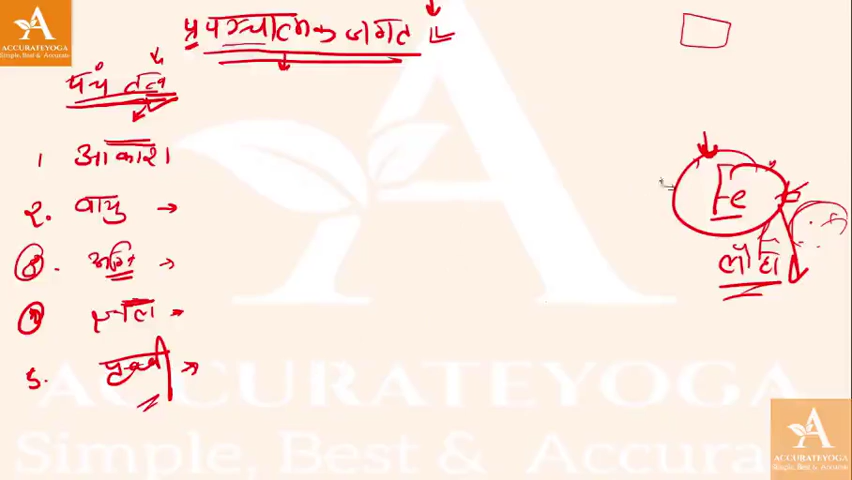 ACCURATEYOGA
Simple, Best & Accurate
प्रपञ्चात्मक जगत
पंच तत्व
1 आकाश
२. वायु
अग्नि
जल
5. पृथ्वी
Fe
लोहा
ACCURATEYOGA
Simple, Best & Accura
A
ACCURATEYOGA
Simple, Best & Accurate